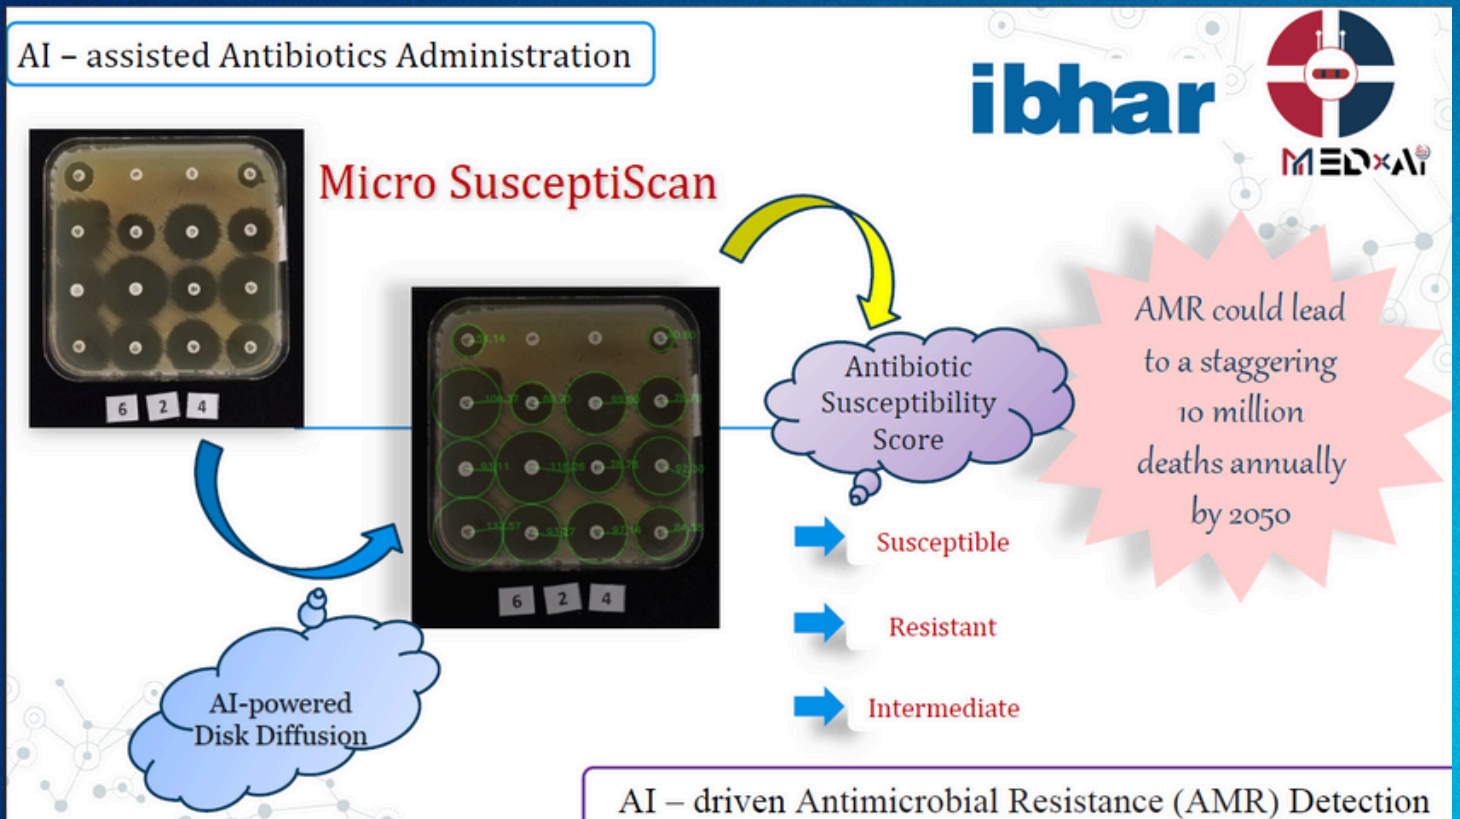 AI – assisted Antibiotics Administration
ibhar
MEDxAi
Micro SusceptiScan
6 2 4
AMR could lead
to a staggering
10 million
deaths annually
by 2050
Antibiotic
Susceptibility
Score
116.26
6 2 4
Susceptible
Resistant
Intermediate
AI-powered
Disk Diffusion
AI – driven Antimicrobial Resistance (AMR) Detection